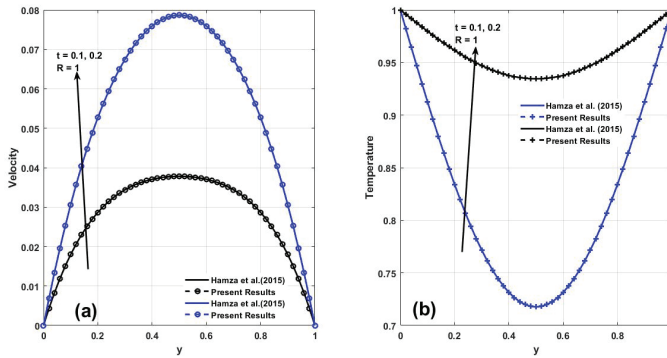 0.08
0.07
0.06
0.05
0.04
0.03
0.02
0.01
0
Velocity
t = 0.1, 0.2
R = 1
Hamza et al.(2015)
Present Results
Hamza et al.(2015)
Present Results
(a)
0 0.2 0.4 0.6 0.8 1
y
(b)
1
0.95
0.9
0.85
0.8
0.75
0.7
Temperature
t = 0.1, 0.2
R = 1
Hamza et al.(2015)
Present Results
Hamza et al.(2015)
Present Results
(b)
0 0.2 0.4 0.6 0.8
y